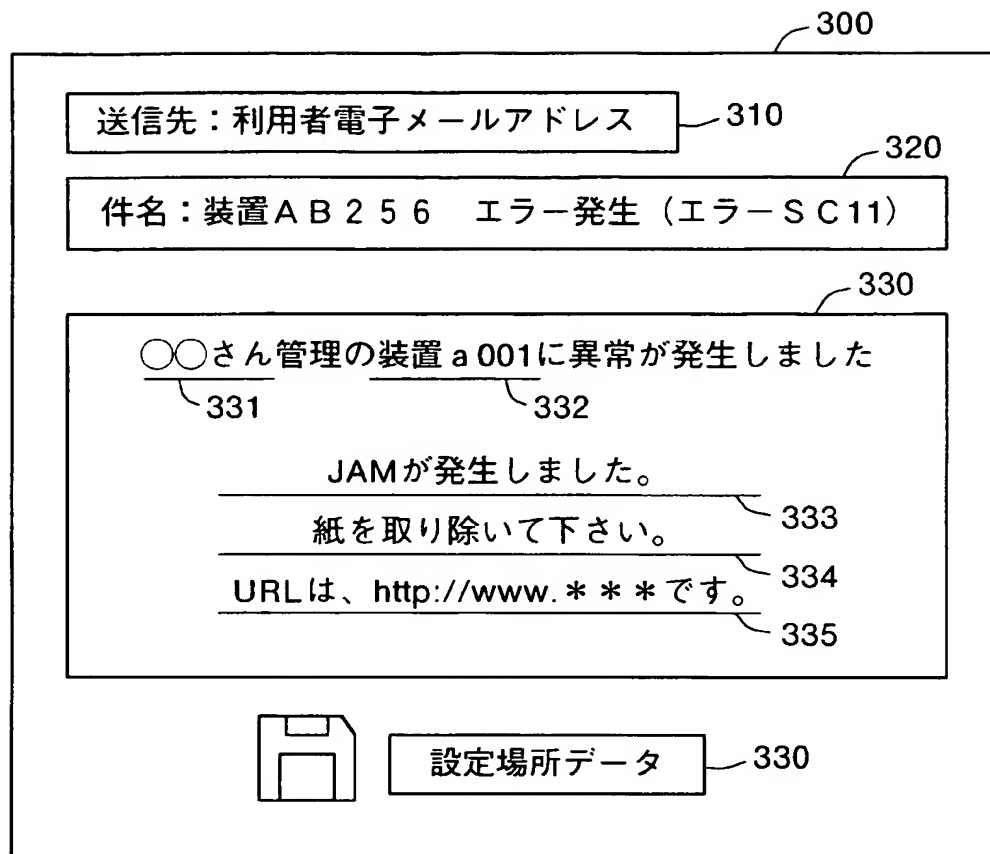 300
送信先：利用者電子メールアドレス 310
320
件名：装置ＡＢ２５６　エラー発生（エラーＳＣ11）
330
○○さん管理の装置ａ001に異常が発生しました
331 332
JAMが発生しました。
333
紙を取り除いて下さい。
334
URLは、http://www.＊＊＊です。
335
設定場所データ 330